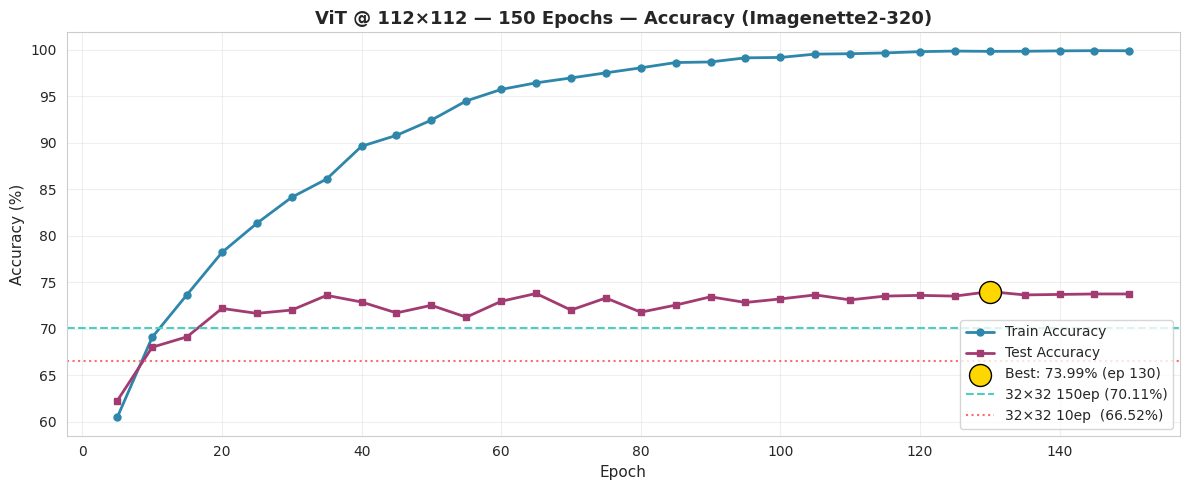 ViT @ 112×112 — 150 Epochs — Accuracy (Imagenette2-320)
Accuracy (%)
100
95
90
85
80
75
70
65
60
Train Accuracy
Test Accuracy
Best: 73.99% (ep 130)
32×32 150ep (70.11%)
32×32 10ep  (66.52%)
0 20 40 60 80 100 120 140
Epoch